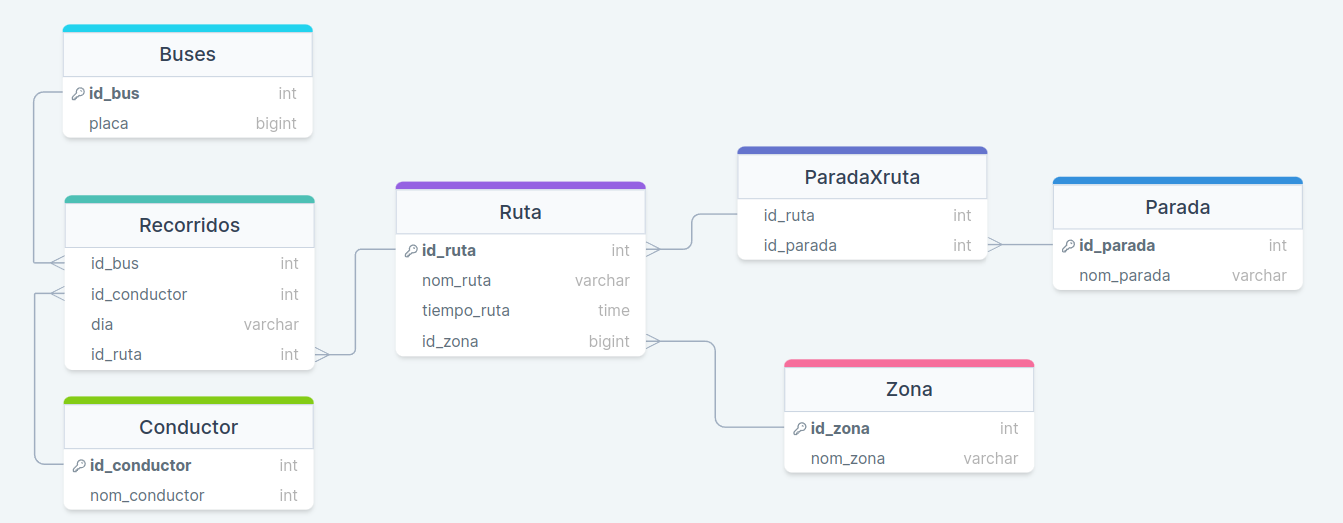 Buses
id_bus int
placa bigint
Recorridos
id_bus int
id_conductor int
dia varchar
id_ruta int
Conductor
id_conductor int
nom_conductor int
Ruta
id_ruta int
nom_ruta varchar
tiempo_ruta time
id_zona bigint
ParadaXruta
id_ruta int
id_parada int
Parada
id_parada int
nom_parada varchar
Zona
id_zona int
nom_zona varchar